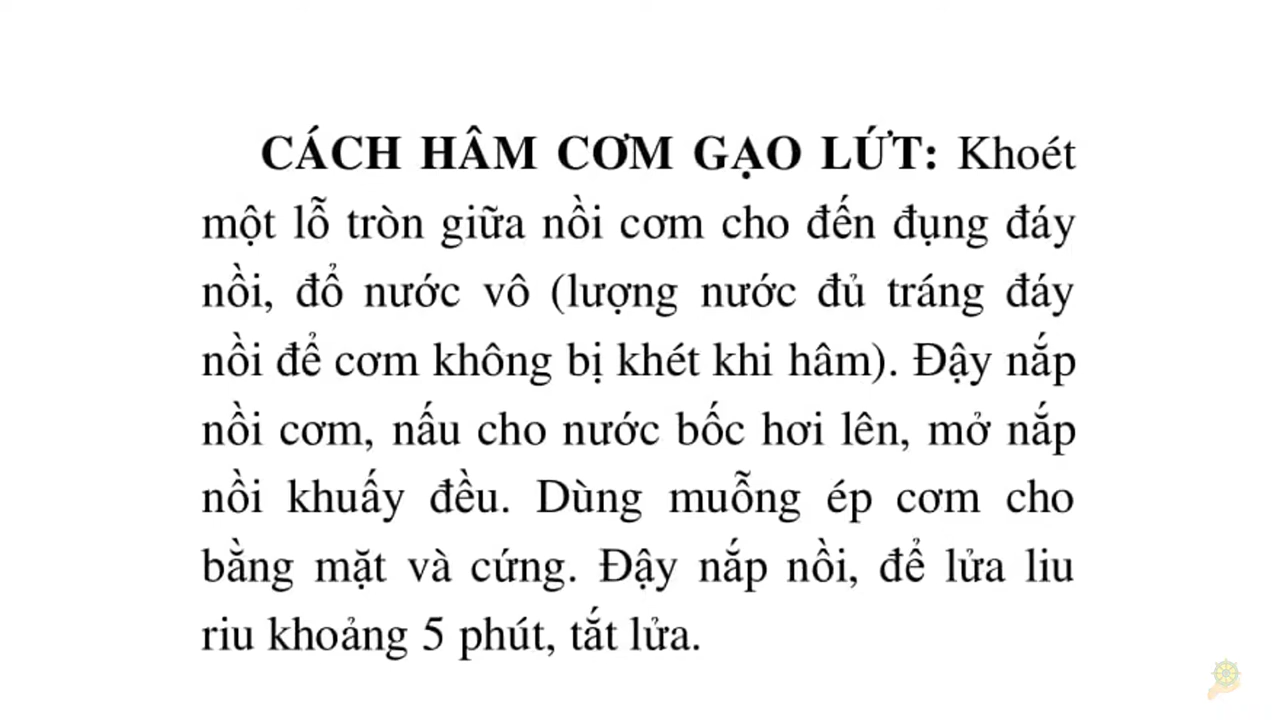 CÁCH HÂM CƠM GẠO LỨT: Khoét
một lỗ tròn giữa nồi cơm cho đến đụng đáy
nồi, đổ nước vô (lượng nước đủ tráng đáy
nồi để cơm không bị khét khi hâm). Đậy nắp
nồi cơm, nấu cho nước bốc hơi lên, mở nắp
nồi khuấy đều. Dùng muỗng ép cơm cho
bằng mặt và cứng. Đậy nắp nồi, để lửa liu
riu khoảng 5 phút, tắt lửa.